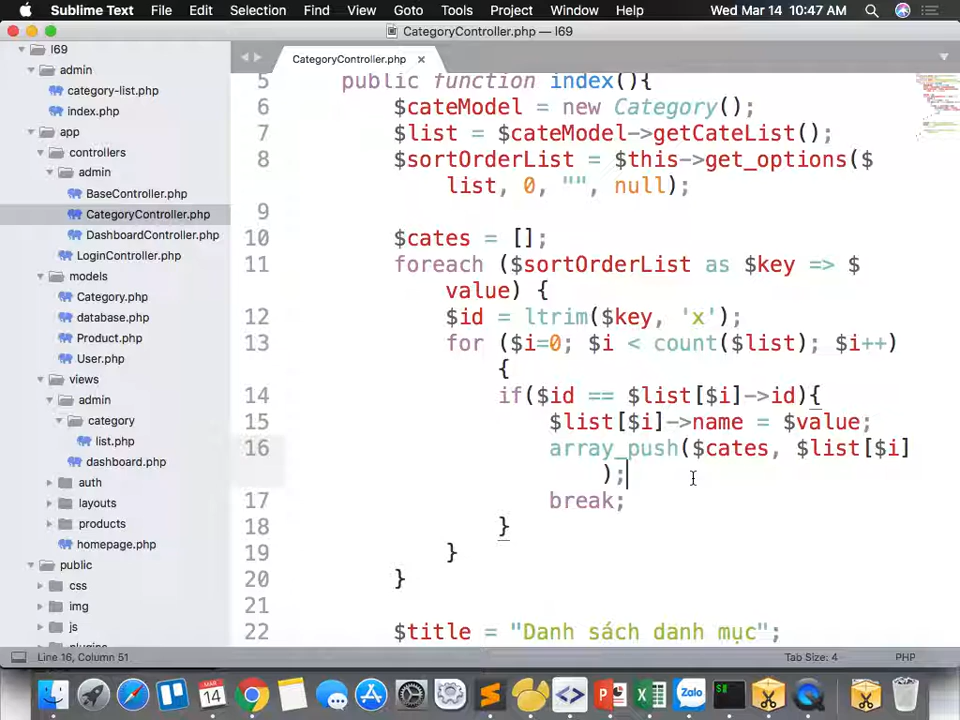 Sublime Text File Edit Selection Find View Goto Tools Project Window Help Wed Mar 14 10:47 AM
CategoryController.php — l69
l69
admin
category-list.php
index.php
app
controllers
admin
BaseController.php
CategoryController.php
DashboardController.php
LoginController.php
models
Category.php
database.php
Product.php
User.php
views
admin
category
list.php
dashboard.php
auth
layouts
products
homepage.php
public
css
img
js
plugins
CategoryController.php ×
5 public function index(){
6 $cateModel = new Category();
7 $list = $cateModel->getCateList();
8 $sortOrderList = $this->get_options($
list, 0, "", null);
9
10 $cates = [];
11 foreach ($sortOrderList as $key => $
value) {
12 $id = ltrim($key, 'x');
13 for ($i=0; $i < count($list); $i++)
{
14 if($id == $list[$i]->id){
15 $list[$i]->name = $value;
16 array_push($cates, $list[$i]
);
17 break;
18 }
19 }
20 }
21
22 $title = "Danh sách danh mục";
Line 16, Column 51 Tab Size: 4 PHP
MAR
14
Zalo